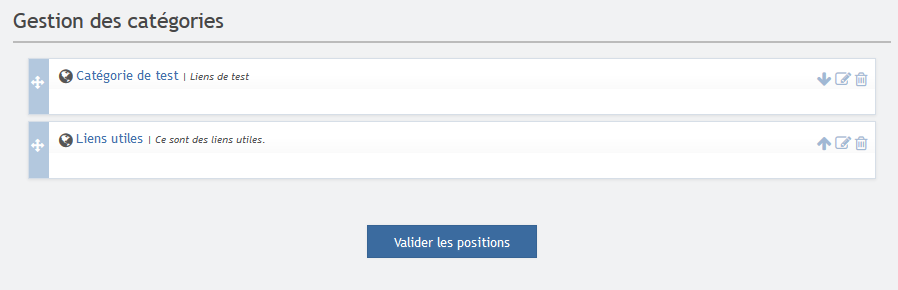 Gestion des catégories
Catégorie de test | Liens de test
Liens utiles | Ce sont des liens utiles.
Valider les positions